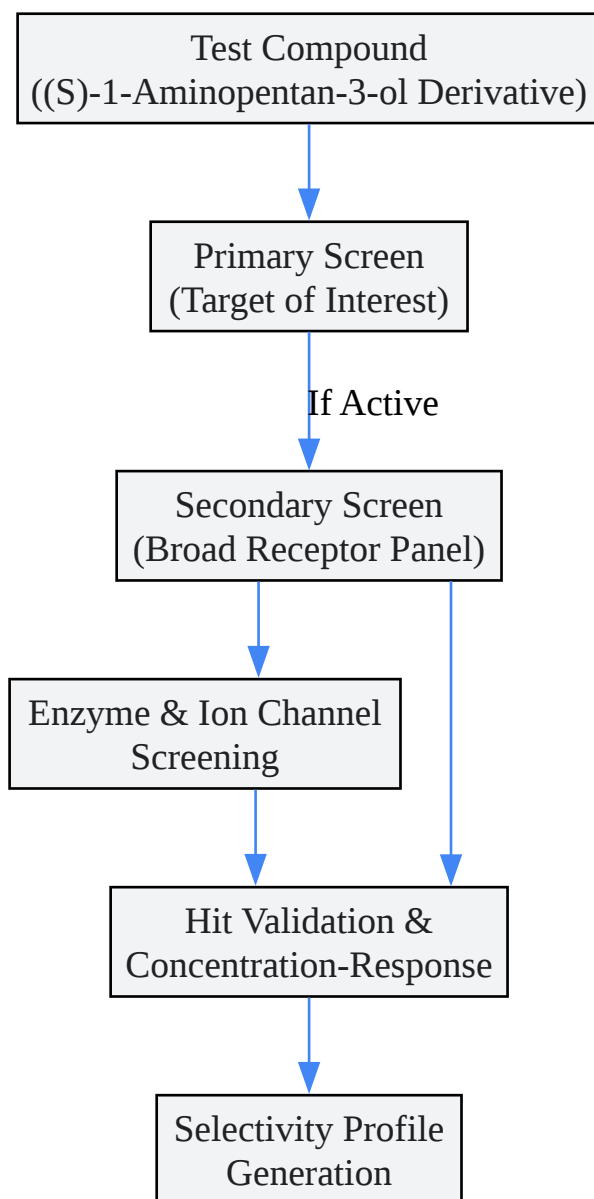 Test Compound
((S)-1-Aminopentan-3-ol Derivative)
Primary Screen
(Target of Interest)
If Active
Secondary Screen
(Broad Receptor Panel)
Enzyme & Ion Channel
Screening
Hit Validation &
Concentration-Response
Selectivity Profile
Generation